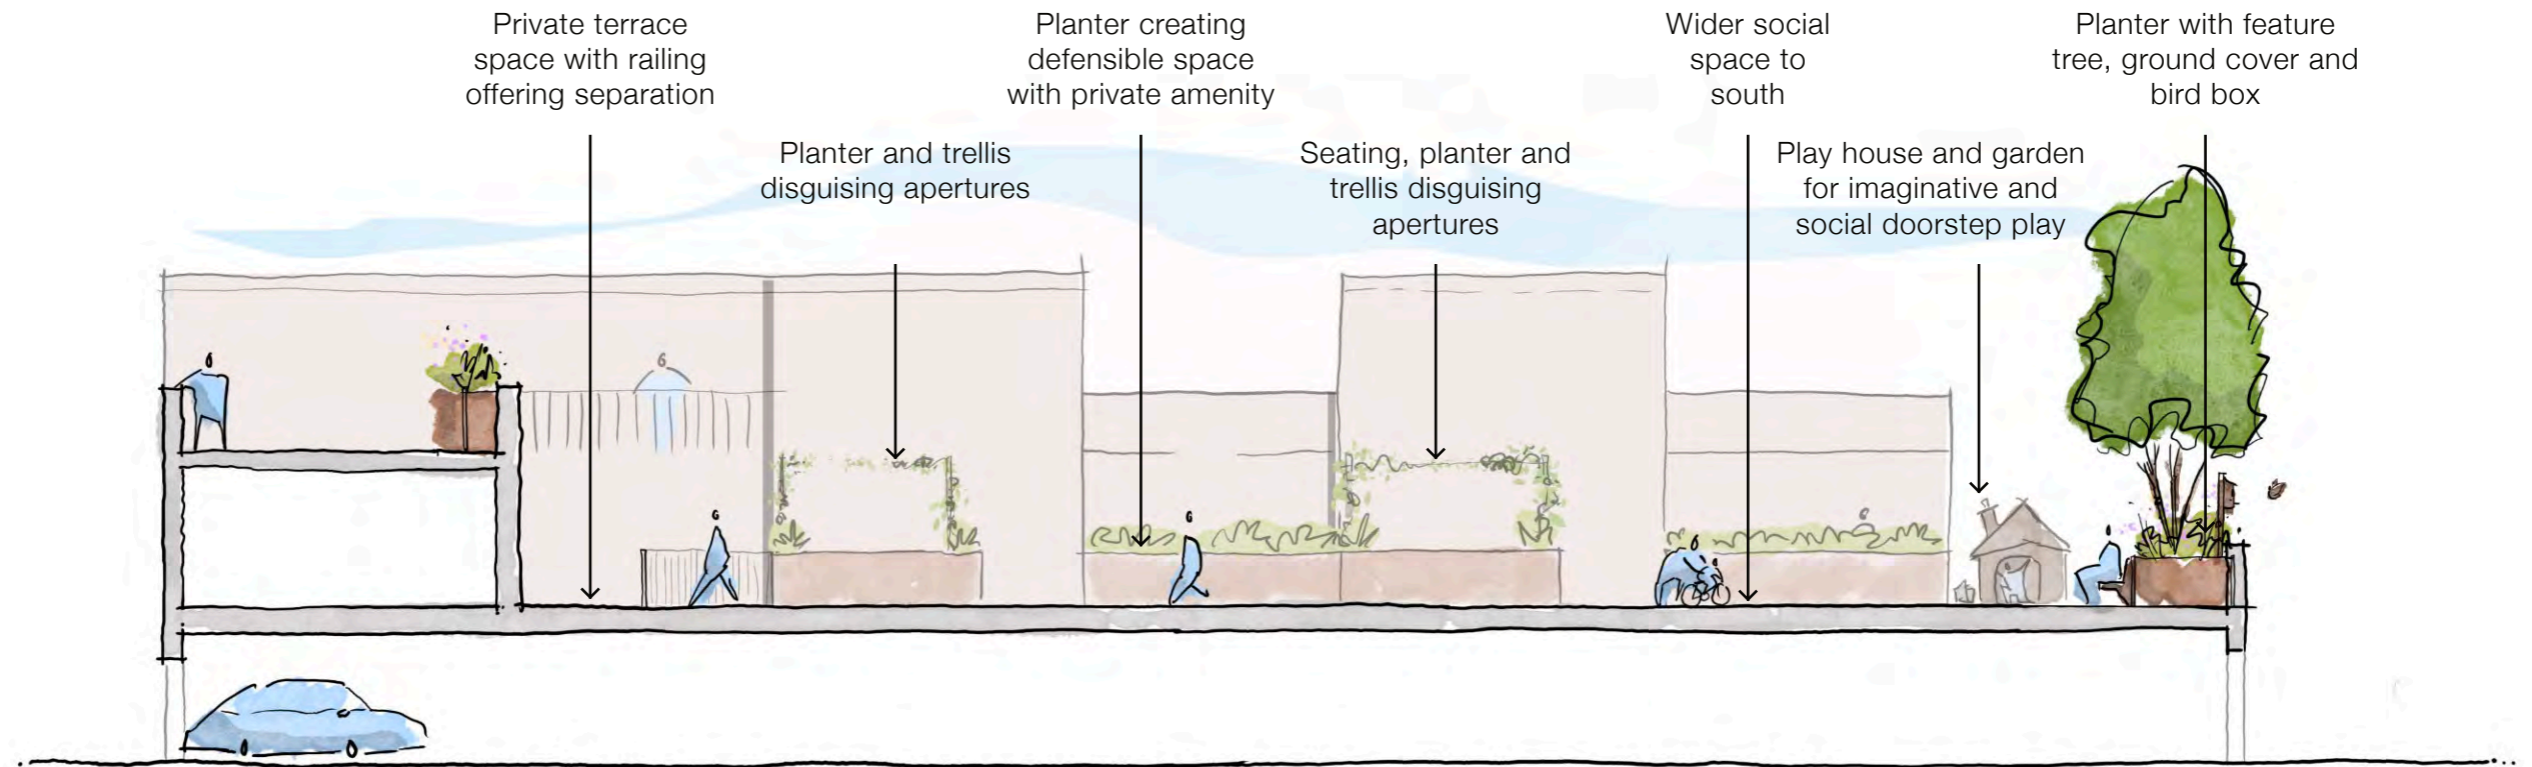 Private terrace
space with railing
offering separation
Planter and trellis
disguising apertures
Planter creating
defensible space
with private amenity
Seating, planter and
trellis disguising
apertures
Wider social
space to
south
Play house and garden
for imaginative and
social doorstep play
Planter with feature
tree, ground cover and
bird box